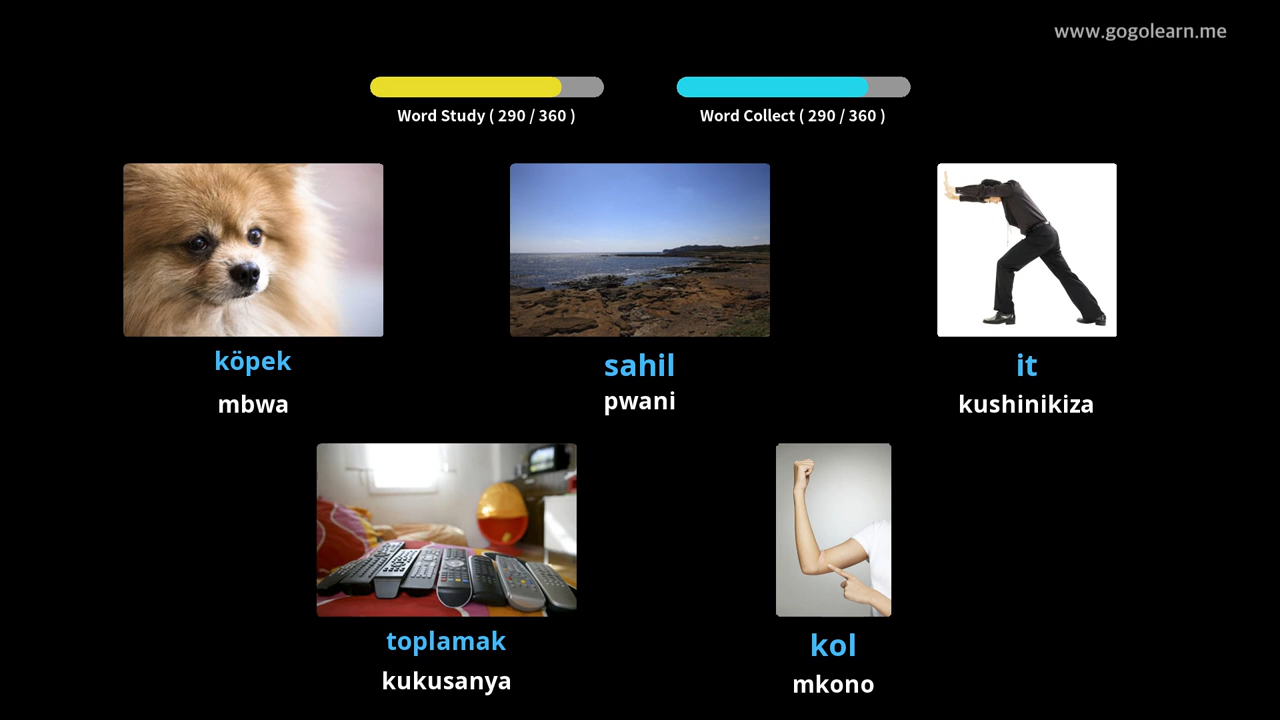 www.gogolearn.me
Word Study ( 290 / 360 )
Word Collect ( 290 / 360 )
köpek
mbwa
sahil
pwani
it
kushinikiza
toplamak
kukusanya
kol
mkono